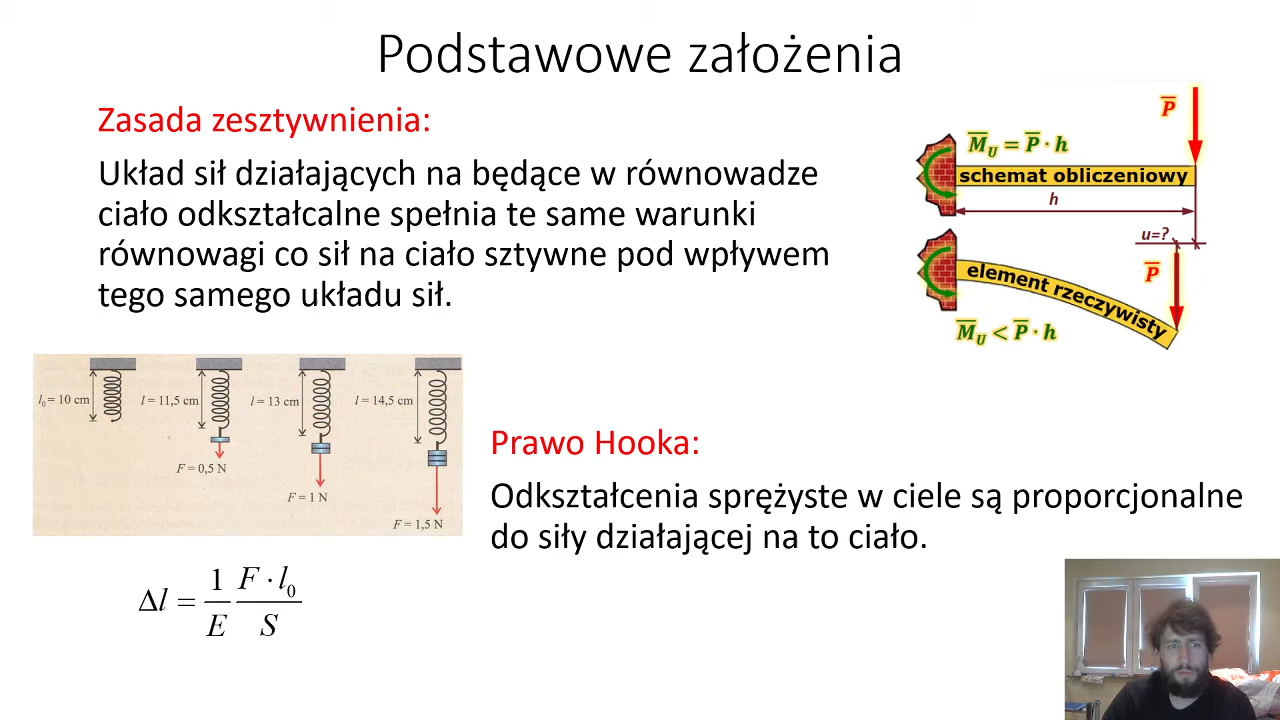 Podstawowe założenia
Zasada zesztywnienia:
Układ sił działających na będące w równowadze
ciało odkształcalne spełnia te same warunki
równowagi co sił na ciało sztywne pod wpływem
tego samego układu sił.
P
M_U = P · h
schemat obliczeniowy
h
u=?
P
element rzeczywisty
M_U < P · h
l₀ = 10 cm
l = 11,5 cm
l = 13 cm
l = 14,5 cm
F = 0,5 N
F = 1 N
F = 1,5 N
Prawo Hooka:
Odkształcenia sprężyste w ciele są proporcjonalne
do siły działającej na to ciało.
Δl = 1/E F · l₀/S